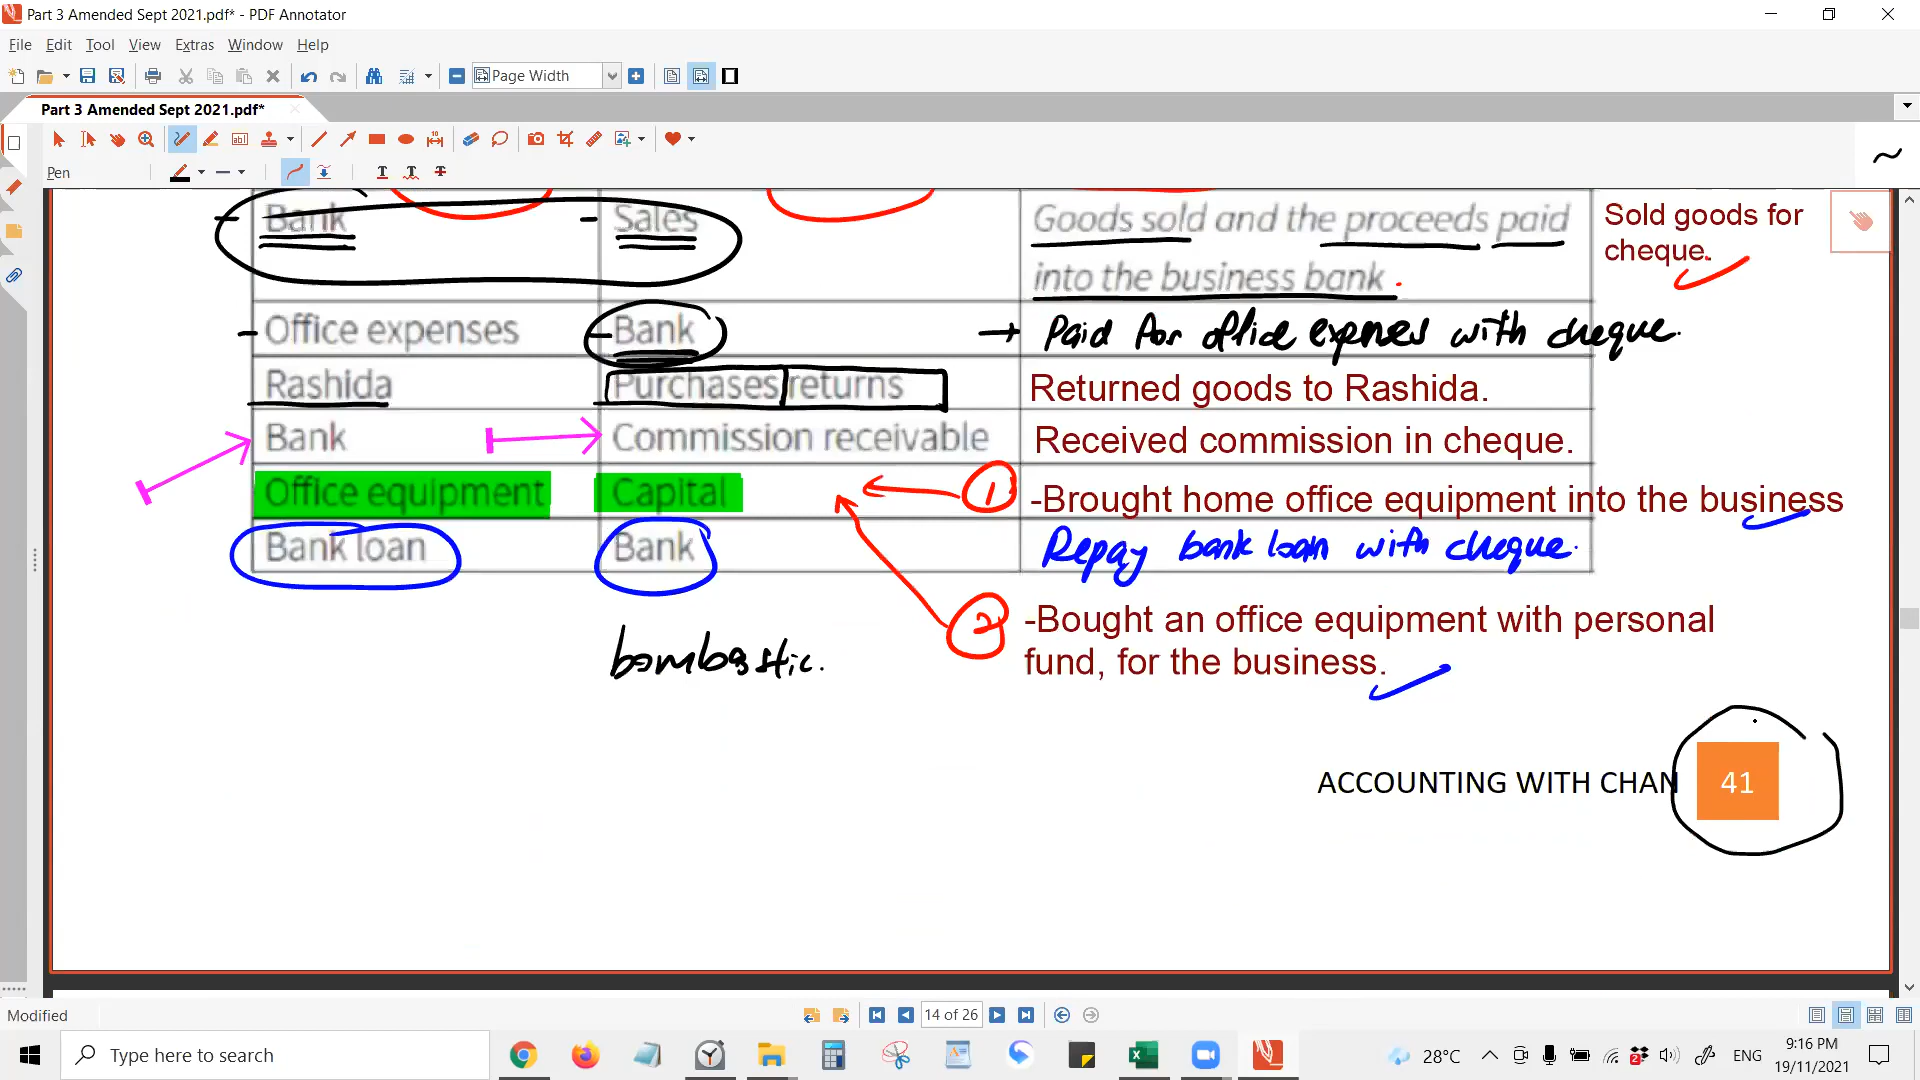 Part 3 Amended Sept 2021.pdf* - PDF Annotator
File Edit Tool View Extras Window Help
Page Width
Part 3 Amended Sept 2021.pdf*
Pen
Bank Sales Goods sold and the proceeds paid Sold goods for
into the business bank cheque.
Office expenses Bank Paid for office expenses with cheque.
Rashida Purchases returns Returned goods to Rashida.
Bank Commission receivable Received commission in cheque.
Office equipment Capital 1 -Brought home office equipment into the business
Bank loan Bank Repay bank loan with cheque.
2 -Bought an office equipment with personal
bombastic. fund, for the business.
ACCOUNTING WITH CHAN 41
Modified 14 of 26
Type here to search 28°C ENG 9:16 PM
19/11/2021